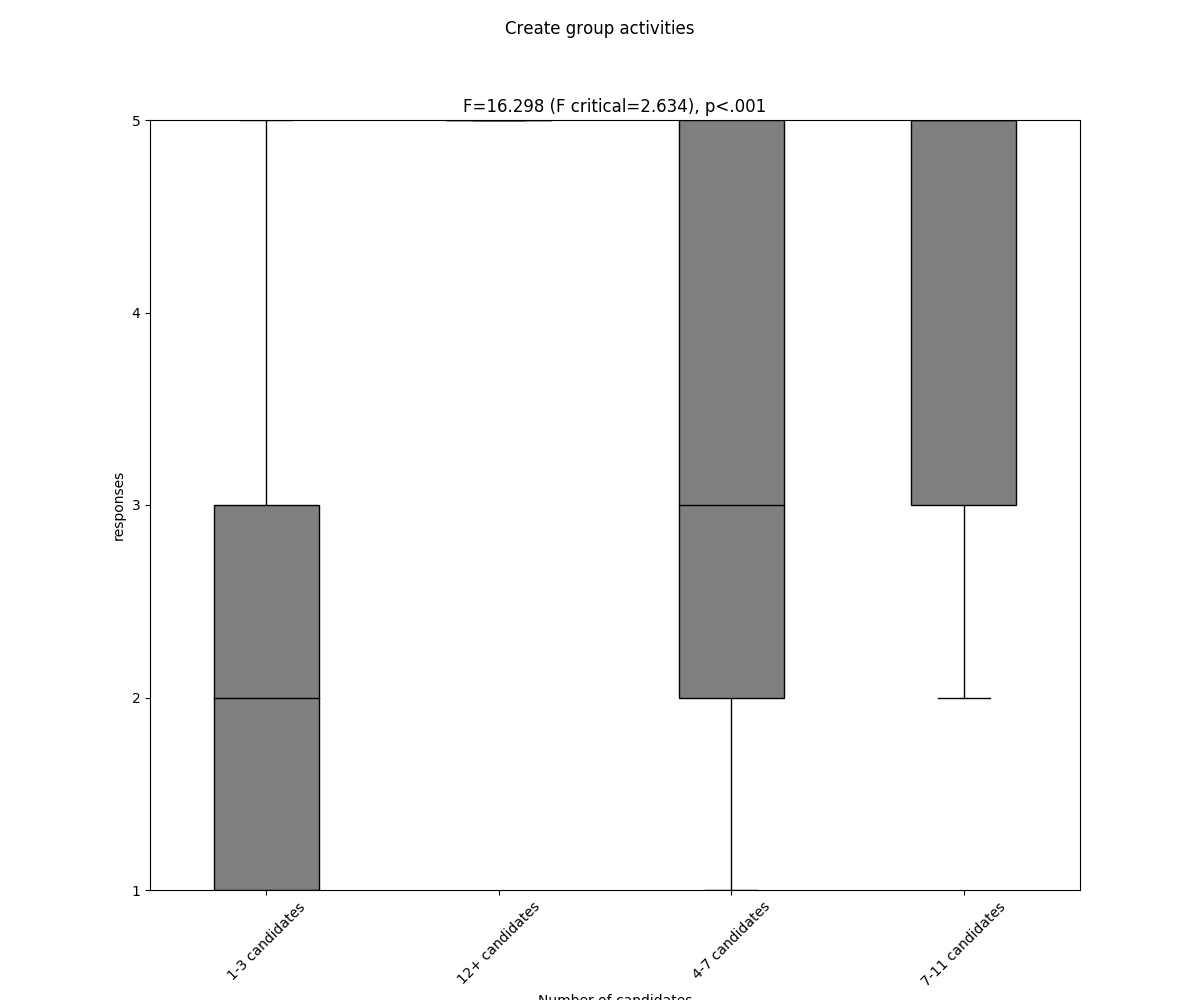 Create group activities
F=16.298 (F critical=2.634), p<.001
5
4
3
2
1
responses
1-3 candidates
12+ candidates
4-7 candidates
7-11 candidates
Number of candidates